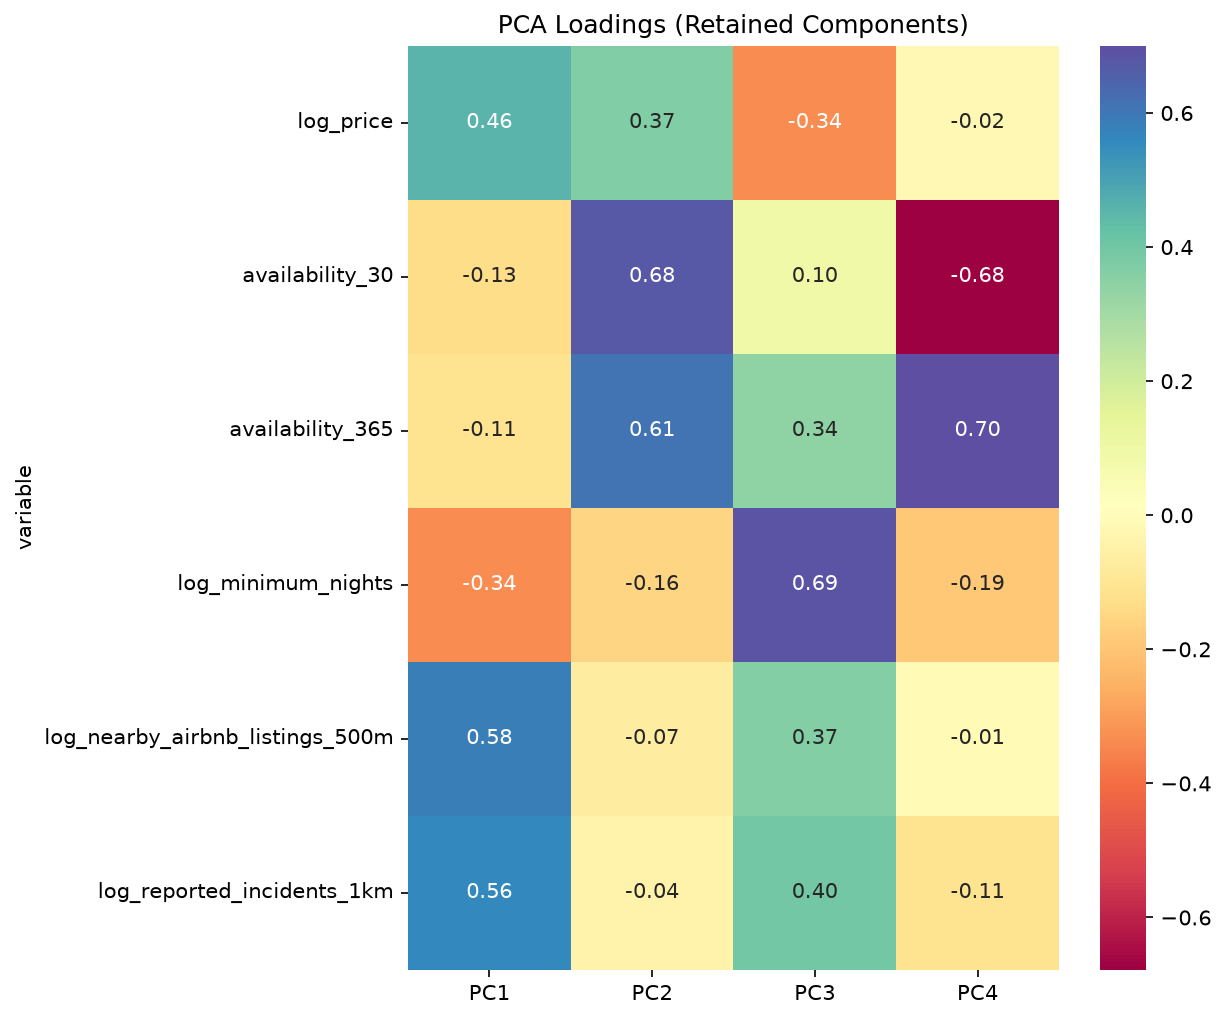 PCA Loadings (Retained Components)
variable
log_price 0.46 0.37 -0.34 -0.02
availability_30 -0.13 0.68 0.10 -0.68
availability_365 -0.11 0.61 0.34 0.70
log_minimum_nights -0.34 -0.16 0.69 -0.19
log_nearby_airbnb_listings_500m 0.58 -0.07 0.37 -0.01
log_reported_incidents_1km 0.56 -0.04 0.40 -0.11
PC1 PC2 PC3 PC4
0.6
0.4
0.2
0.0
−0.2
−0.4
−0.6